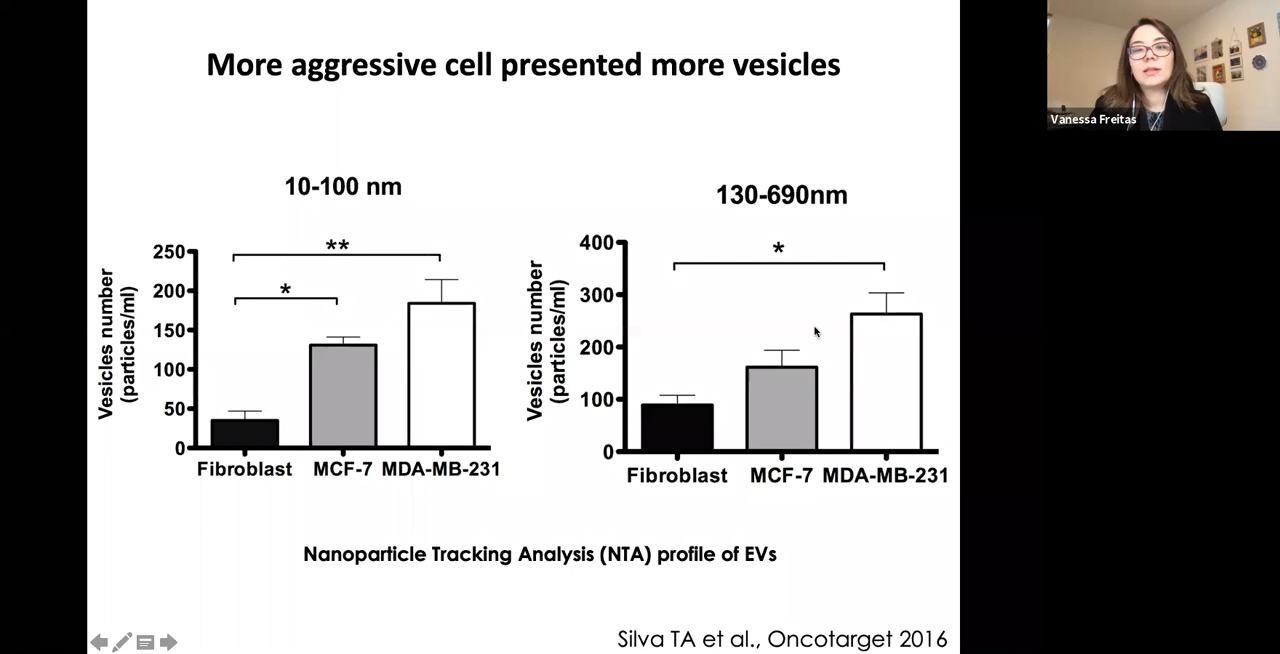 More aggressive cell presented more vesicles
Vanessa Freitas
10-100 nm
Vesicles number
(particles/ml)
250
200
150
100
50
0
**
*
Fibroblast MCF-7 MDA-MB-231
130-690nm
Vesicles number
(particles/ml)
400
300
200
100
0
*
Fibroblast MCF-7 MDA-MB-231
Nanoparticle Tracking Analysis (NTA) profile of EVs
Silva TA et al., Oncotarget 2016